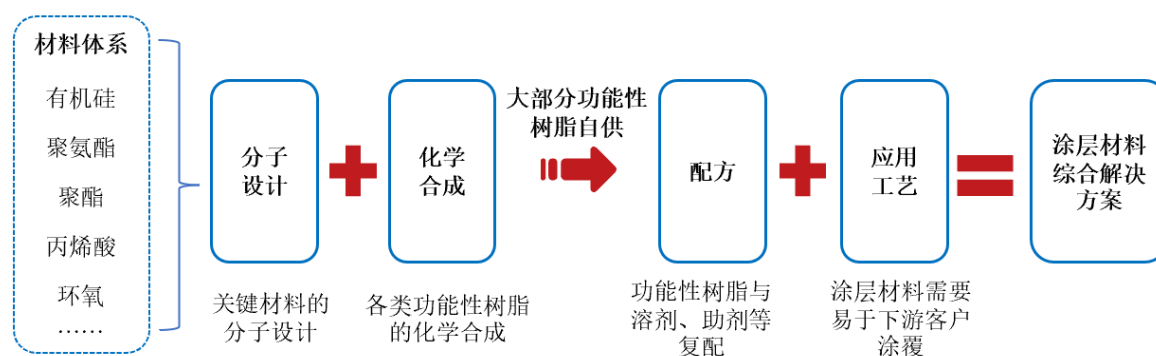 材料体系
有机硅
聚氨酯
聚酯
丙烯酸
环氧
……
分子
设计
关键材料的
分子设计
化学
合成
各类功能性树脂
的化学合成
大部分功能性
树脂自供
配方
功能性树脂与
溶剂、助剂等
复配
应用
工艺
涂层材料需要
易于下游客户
涂覆
涂层材料
综合解决
方案